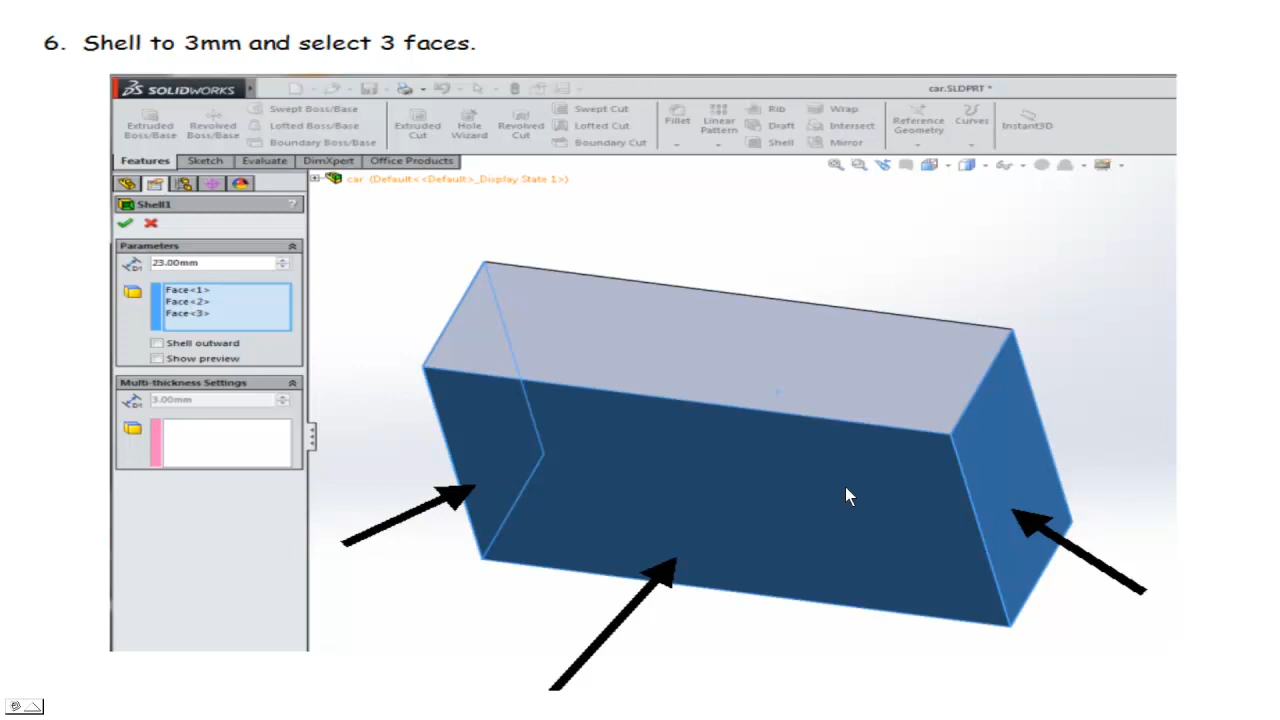 6. Shell to 3mm and select 3 faces.
SOLIDWORKS
car.SLDPRT *
Extruded Boss/Base
Revolved Boss/Base
Swept Boss/Base
Lofted Boss/Base
Boundary Boss/Base
Extruded Cut
Hole Wizard
Revolved Cut
Swept Cut
Lofted Cut
Boundary Cut
Fillet
Linear Pattern
Rib
Draft
Shell
Wrap
Intersect
Mirror
Reference Geometry
Curves
Instant3D
Features Sketch Evaluate DimXpert Office Products
car (Default<<Default>_Display State 1>)
Shell1 ?
Parameters
D1 23.00mm
Face<1>
Face<2>
Face<3>
Shell outward
Show preview
Multi-thickness Settings
D1 3.00mm